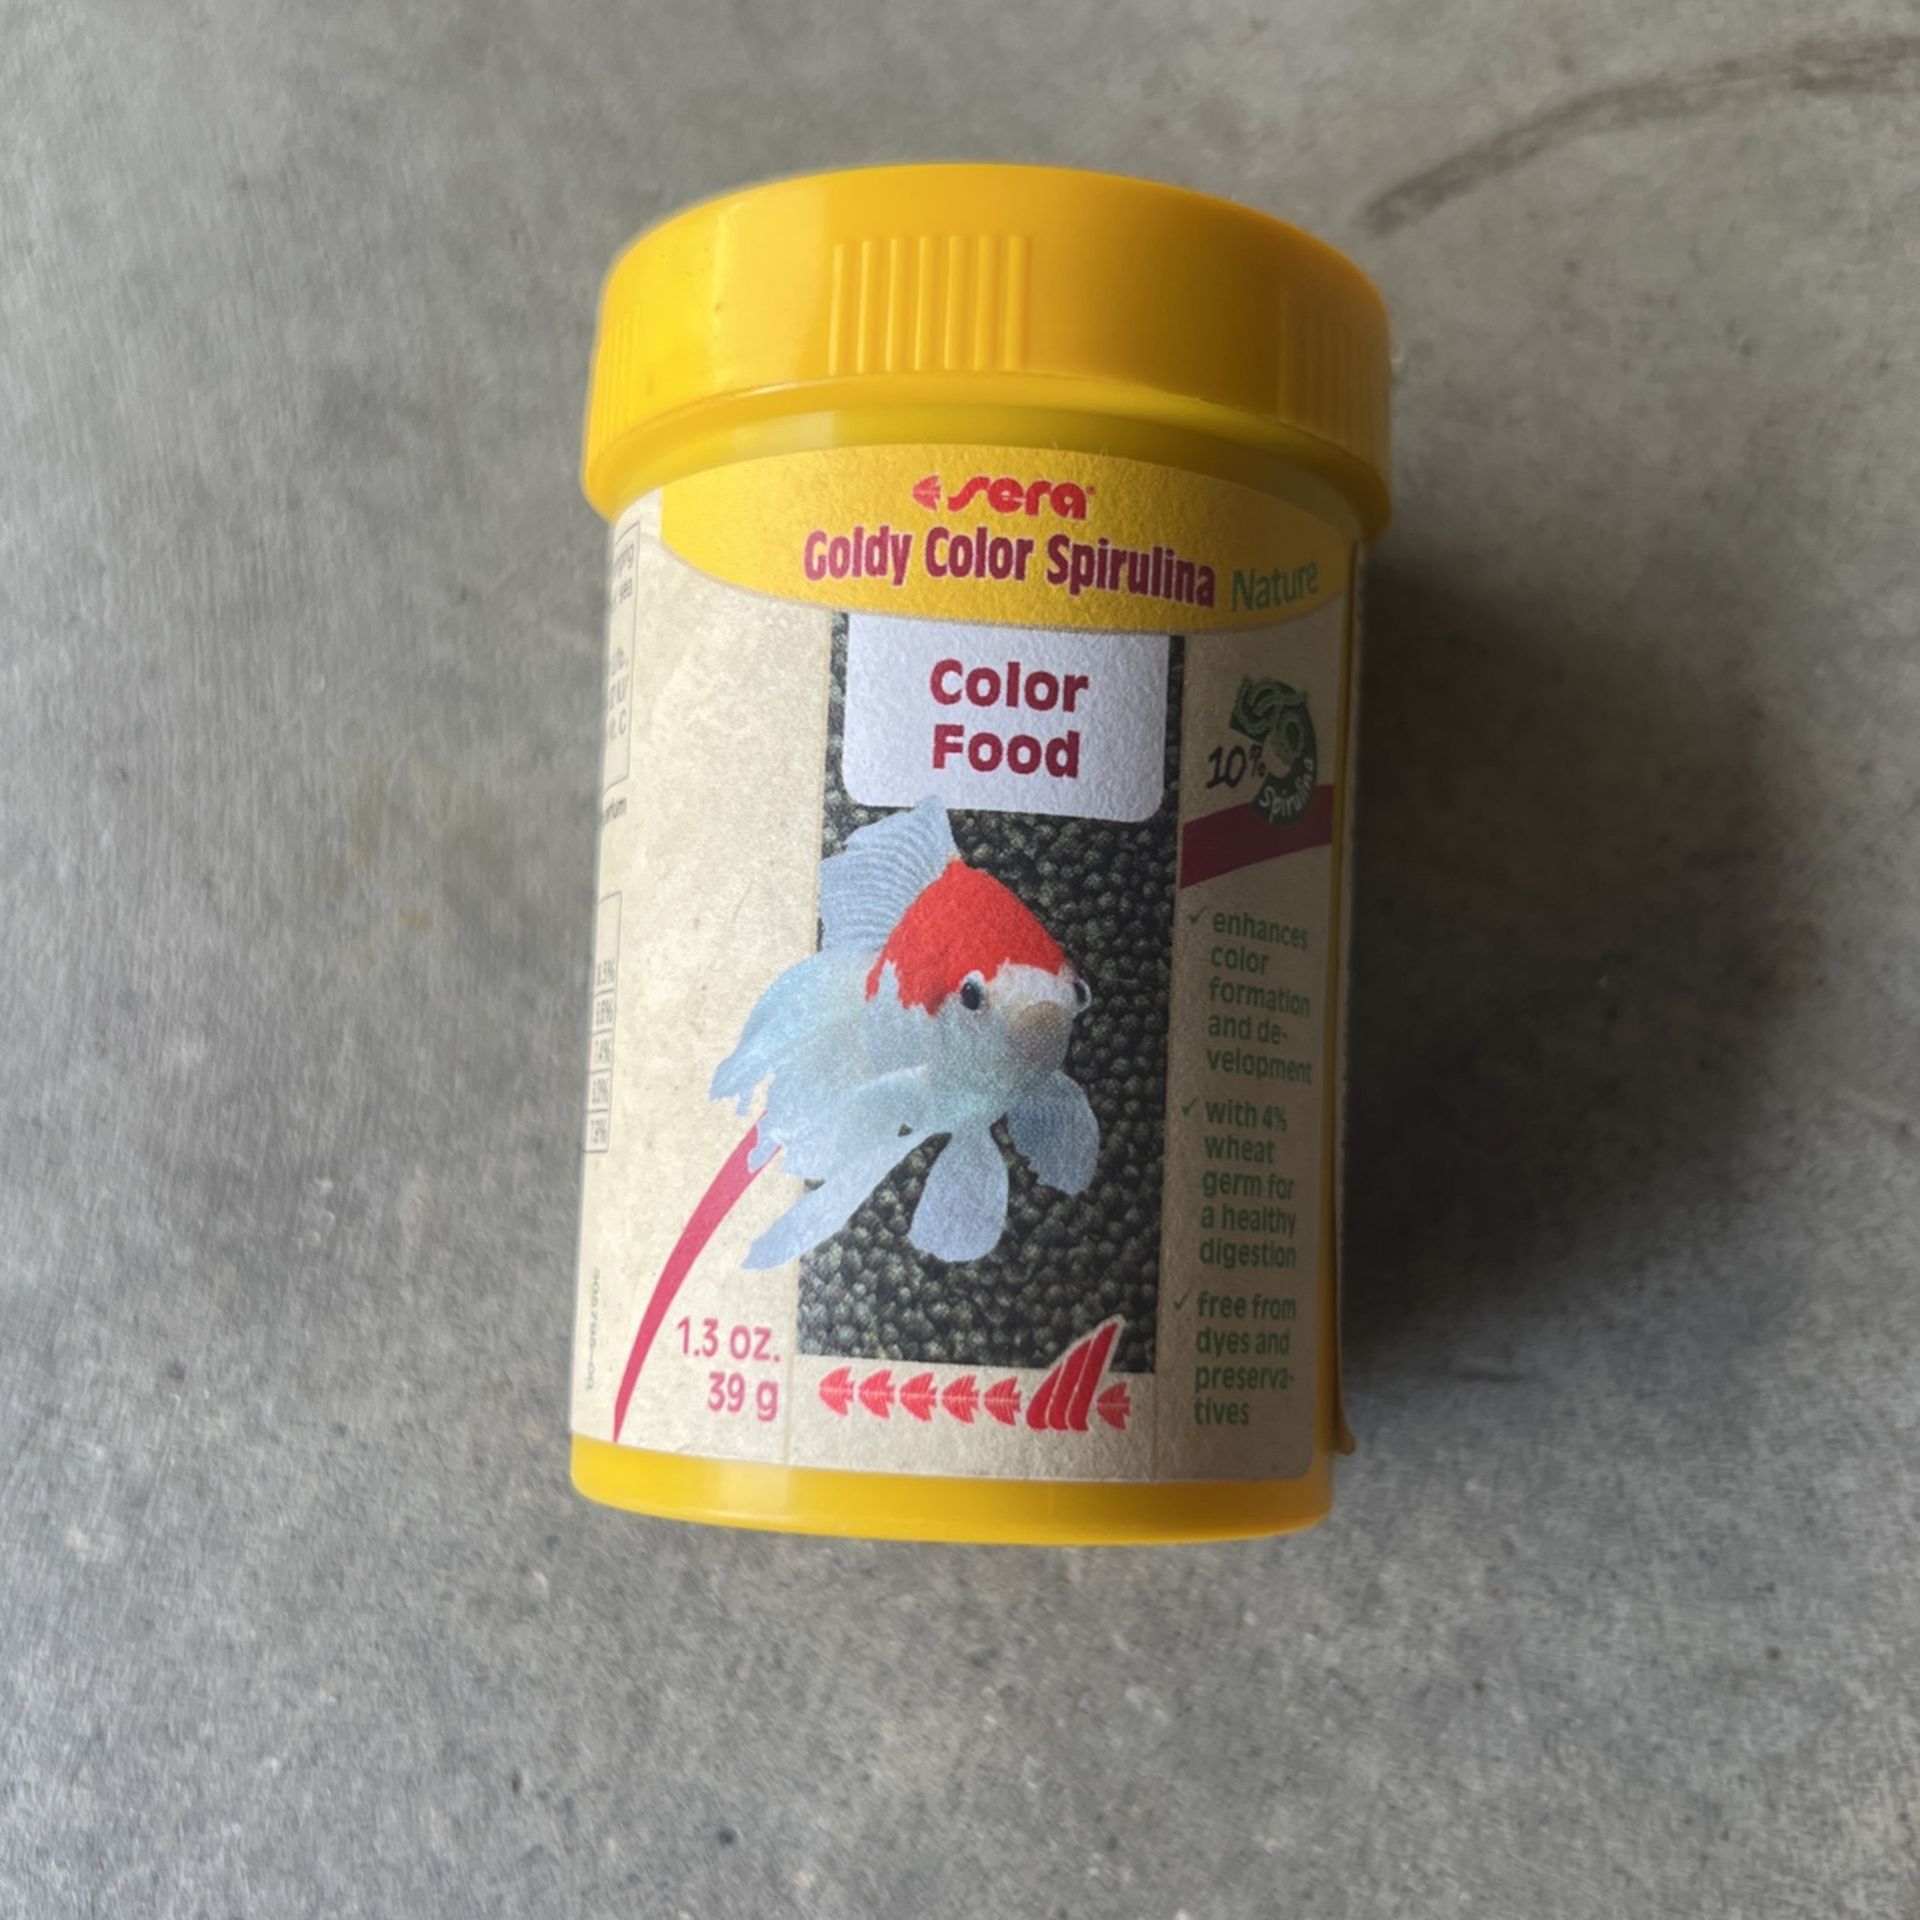 sera
Goldy Color Spirulina Nature
Color
Food
10%
Spirulina
✓ enhances
color
formation
and de-
velopment
✓ with 4%
wheat
germ for
a healthy
digestion
✓ free from
dyes and
preserva-
tives
1.3 oz.
39 g